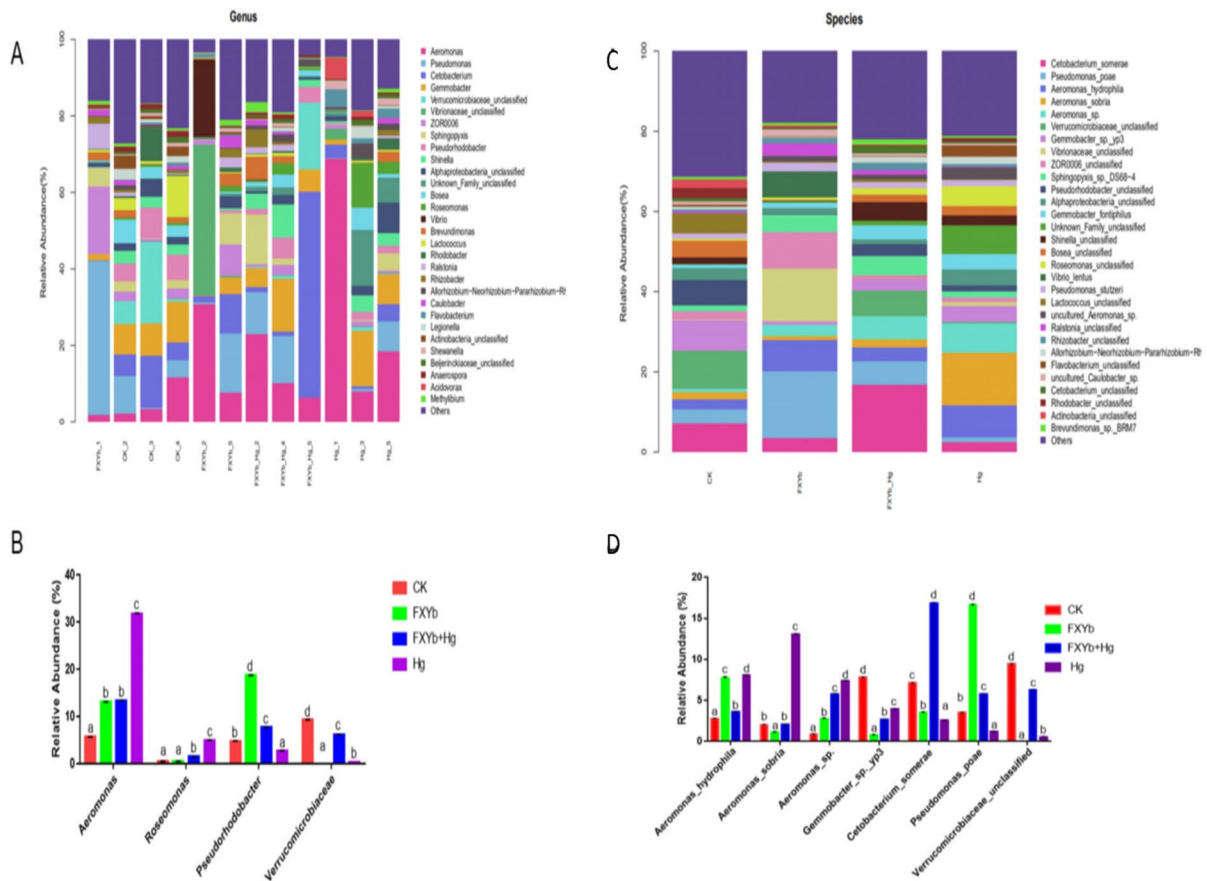 A
Genus
Relative Abundance(%)
100
80
60
40
20
0
FXYb_1
CK_2
CK_3
CK_4
FXYb_2
FXYb_5
FXYb_Hg_2
FXYb_Hg_4
FXYb_Hg_5
Hg_1
Hg_3
Hg_5
Aeromonas
Pseudomonas
Cetobacterium
Gemmobacter
Verrucomicrobiaceae_unclassified
Vibrionaceae_unclassified
ZOR0006
Sphingopyxis
Pseudorhodobacter
Shinella
Alphaproteobacteria_unclassified
Unknown_Family_unclassified
Bosea
Roseomonas
Vibrio
Brevundimonas
Lactococcus
Rhodobacter
Ralstonia
Rhizobacter
Allorhizobium-Neorhizobium-Pararhizobium-Rh
Caulobacter
Flavobacterium
Legionella
Actinobacteria_unclassified
Shewanella
Beijerinckiaceae_unclassified
Anaerospora
Acidovorax
Methylibium
Others
C
Species
Relative Abundance(%)
100
80
60
40
20
0
CK
FXYb
FXYb_Hg
Hg
Cetobacterium_somerae
Pseudomonas_poae
Aeromonas_hydrophila
Aeromonas_sobria
Aeromonas_sp.
Verrucomicrobiaceae_unclassified
Gemmobacter_sp._yp3
Vibrionaceae_unclassified
ZOR0006_unclassified
Sphingopyxis_sp._DS68-4
Pseudorhodobacter_unclassified
Alphaproteobacteria_unclassified
Gemmobacter_fontiphilus
Unknown_Family_unclassified
Shinella_unclassified
Bosea_unclassified
Roseomonas_unclassified
Vibrio_lentus
Pseudomonas_stutzeri
Lactococcus_unclassified
uncultured_Aeromonas_sp.
Ralstonia_unclassified
Rhizobacter_unclassified
Allorhizobium-Neorhizobium-Pararhizobium-Rh
Flavobacterium_unclassified
uncultured_Caulobacter_sp.
Cetobacterium_unclassified
Rhodobacter_unclassified
Actinobacteria_unclassified
Brevundimonas_sp._BRM7
Others
B
Relative Abundance (%)
40
30
20
10
0
a b b c
a a b c
b d c a
d a c b
Aeromonas
Roseomonas
Pseudorhodobacter
Verrucomicrobiaceae
CK
FXYb
FXYb+Hg
Hg
D
Relative Abundance (%)
20
15
10
5
0
a c b d
b a b c
a b c d
d a b c
c b d a
b d c a
d a c b
Aeromonas_hydrophila
Aeromonas_sobria
Aeromonas_sp.
Gemmobacter_sp._yp3
Cetobacterium_somerae
Pseudomonas_poae
Verrucomicrobiaceae_unclassified
CK
FXYb
FXYb+Hg
Hg